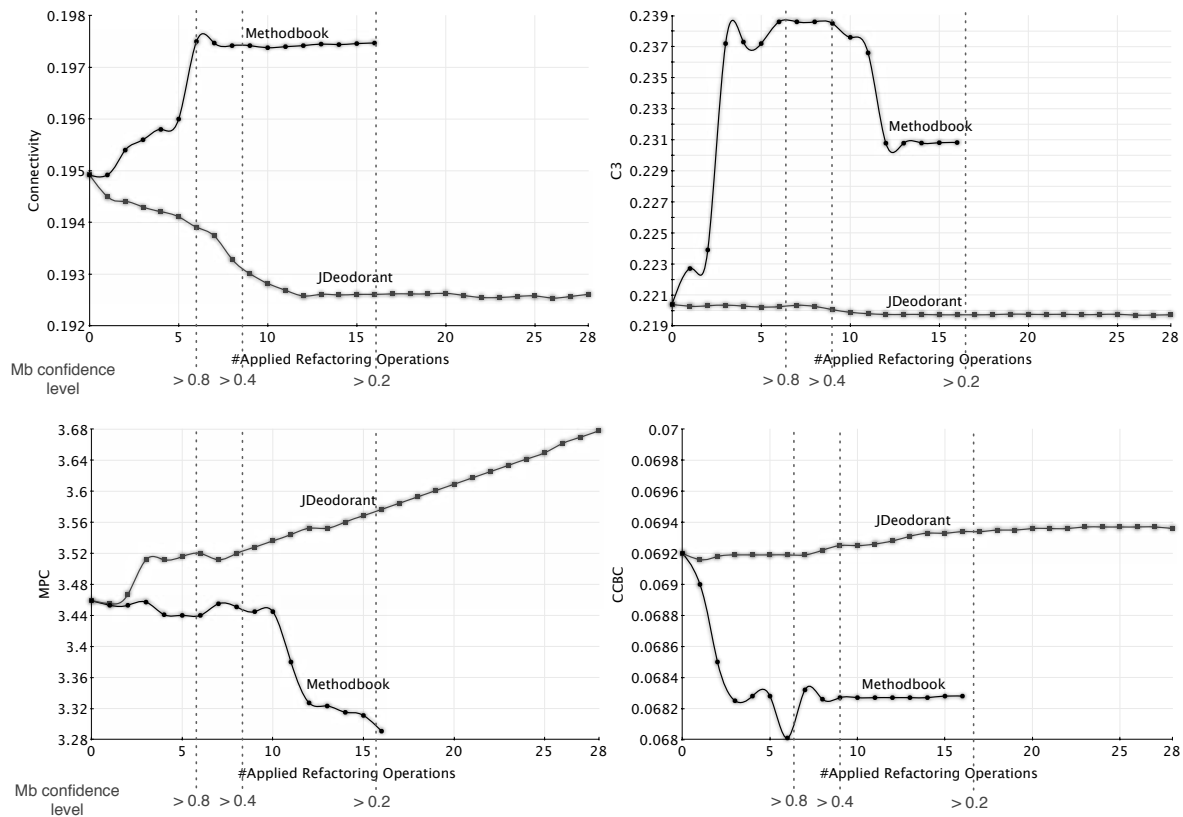 0.198
0.197
0.196
0.195
0.194
0.193
0.192
Connectivity
Methodbook
JDeodorant
0 5 10 15 20 25 28
#Applied Refactoring Operations
Mb confidence
level
> 0.8 > 0.4 > 0.2
0.239
0.237
0.235
0.233
0.231
0.229
0.227
0.225
0.223
0.221
0.219
C3
Methodbook
JDeodorant
0 5 10 15 20 25 28
#Applied Refactoring Operations
> 0.8 > 0.4 > 0.2
3.68
3.64
3.6
3.56
3.52
3.48
3.44
3.4
3.36
3.32
3.28
MPC
JDeodorant
Methodbook
0 5 10 15 20 25 28
#Applied Refactoring Operations
Mb confidence
level
> 0.8 > 0.4 > 0.2
0.07
0.0698
0.0696
0.0694
0.0692
0.069
0.0688
0.0686
0.0684
0.0682
0.068
CCBC
JDeodorant
Methodbook
0 5 10 15 20 25 28
#Applied Refactoring Operations
> 0.8 > 0.4 > 0.2